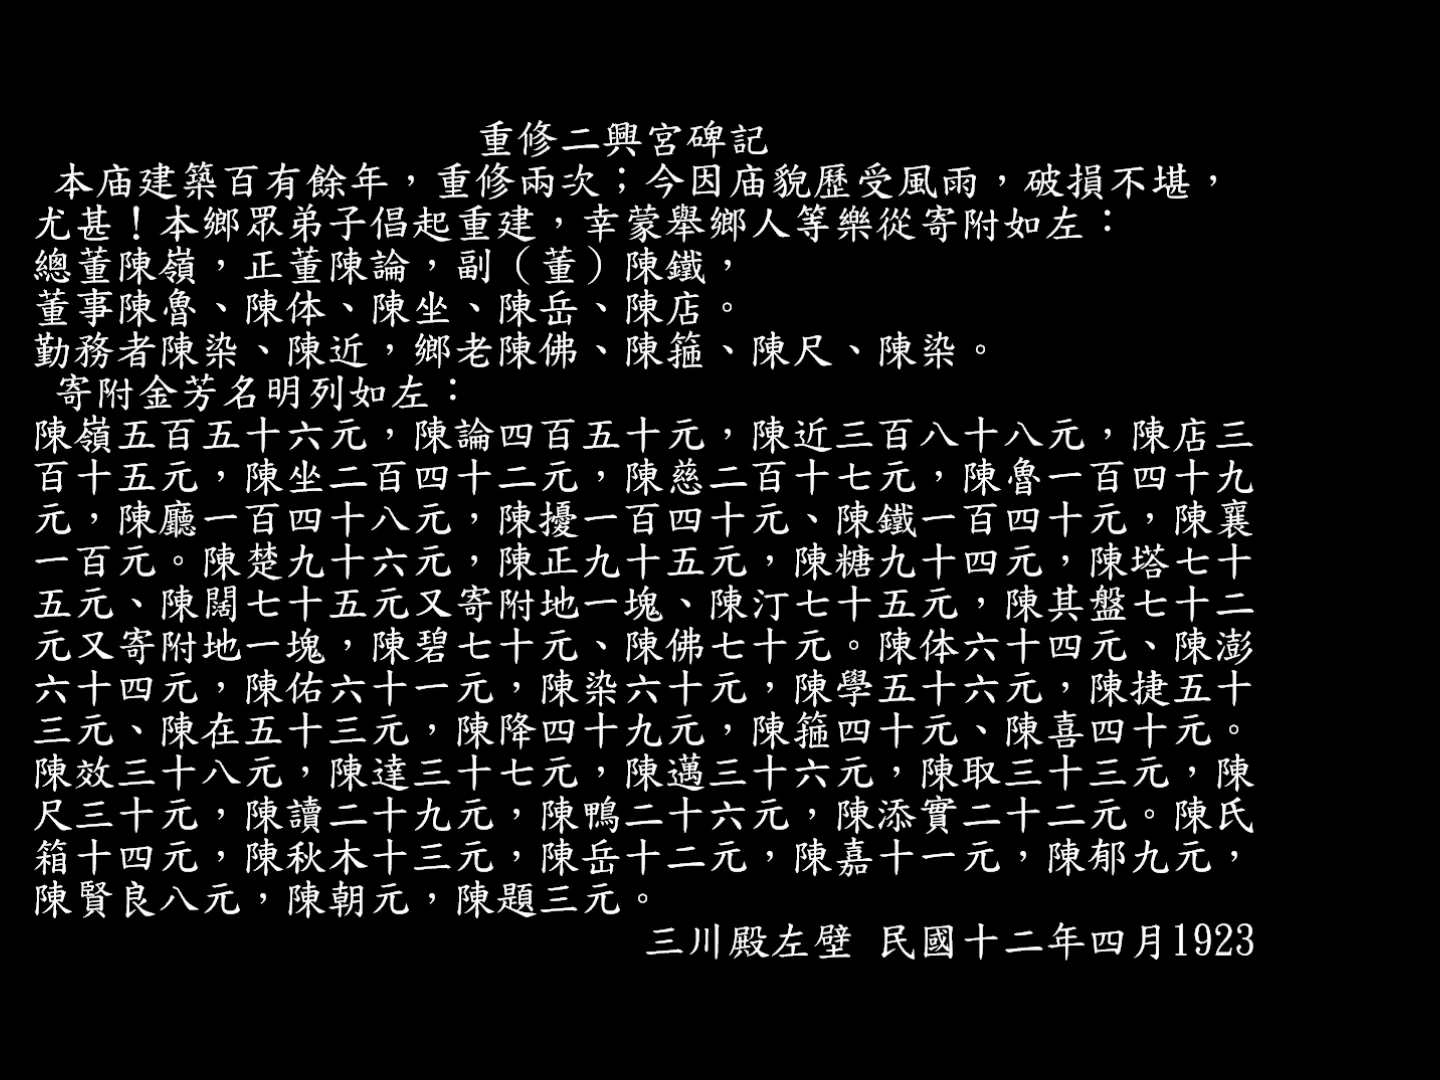 重修二興宮碑記
本庙建築百有餘年，重修兩次；今因庙貌歷受風雨，破損不堪，
尤甚！本鄉眾弟子倡起重建，幸蒙舉鄉人等樂從寄附如左：
總董陳嶺，正董陳論，副（董）陳鐵，
董事陳魯、陳体、陳坐、陳岳、陳店。
勤務者陳染、陳近，鄉老陳佛、陳箍、陳尺、陳染。
寄附金芳名明列如左：
陳嶺五百五十六元，陳論四百五十元，陳近三百八十八元，陳店三
百十五元，陳坐二百四十二元，陳慈二百十七元，陳魯一百四十九
元，陳廳一百四十八元，陳擾一百四十元、陳鐵一百四十元，陳襄
一百元。陳楚九十六元，陳正九十五元，陳糖九十四元，陳塔七十
五元、陳闊七十五元又寄附地一塊、陳汀七十五元，陳其盤七十二
元又寄附地一塊，陳碧七十元、陳佛七十元。陳体六十四元、陳澎
六十四元，陳佑六十一元，陳染六十元，陳學五十六元，陳捷五十
三元、陳在五十三元，陳降四十九元，陳箍四十元、陳喜四十元。
陳效三十八元，陳達三十七元，陳邁三十六元，陳取三十三元，陳
尺三十元，陳讀二十九元，陳鴨二十六元，陳添實二十二元。陳氏
箱十四元，陳秋木十三元，陳岳十二元，陳嘉十一元，陳郁九元，
陳賢良八元，陳朝元，陳題三元。
三川殿左壁 民國十二年四月1923